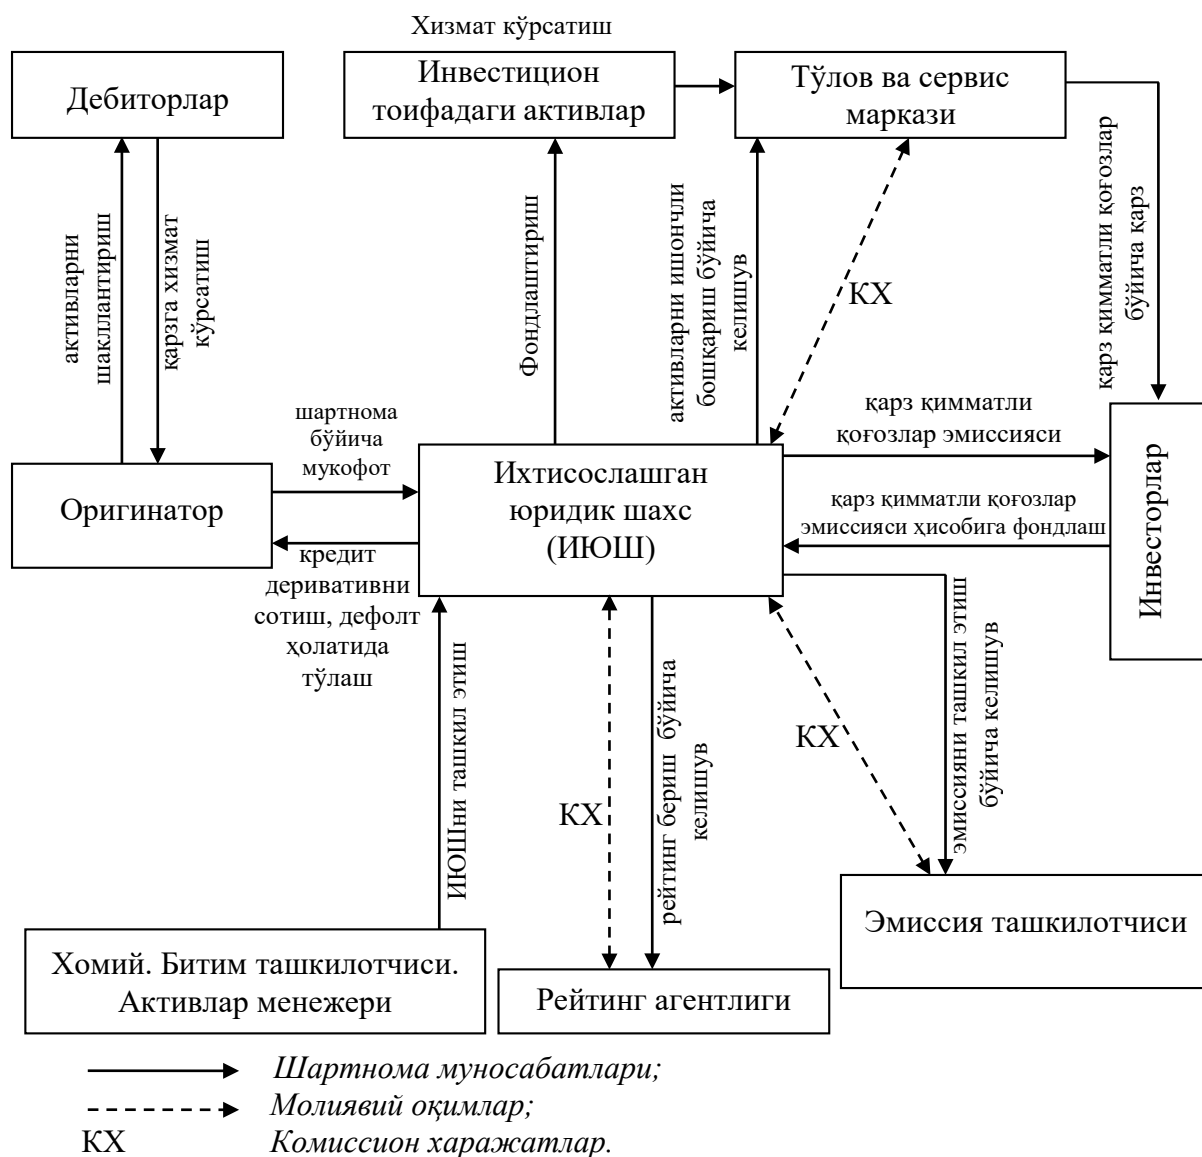 Хизмат кўрсатиш
Дебиторлар
Инвестицион
тоифадаги активлар
Тўлов ва сервис
маркази
активларни
шакллантириш
қарзга хизмат
кўрсатиш
Фондлаштириш
активларни ишончли
бошқариш бўйича
келишув
КХ
қарз қимматли қоғозлар
бўйича қарз
шартнома
бўйича
мукофот
қарз қимматли
қоғозлар эмиссияси
Оригинатор
Ихтисослашган
юридик шахс
(ИЮШ)
қарз қимматли қоғозлар
эмиссияси ҳисобига фондлаш
Инвесторлар
кредит
деривативни
сотиш, дефолт
ҳолатида
тўлаш
ИЮШни ташкил этиш
КХ
рейтинг бериш бўйича
келишув
КХ
эмиссияни ташкил этиш
бўйича келишув
Эмиссия ташкилотчиси
Хомий. Битим ташкилотчиси.
Активлар менежери
Рейтинг агентлиги
Шартнома муносабатлари;
Молиявий оқимлар;
КХ Комиссион харажатлар.